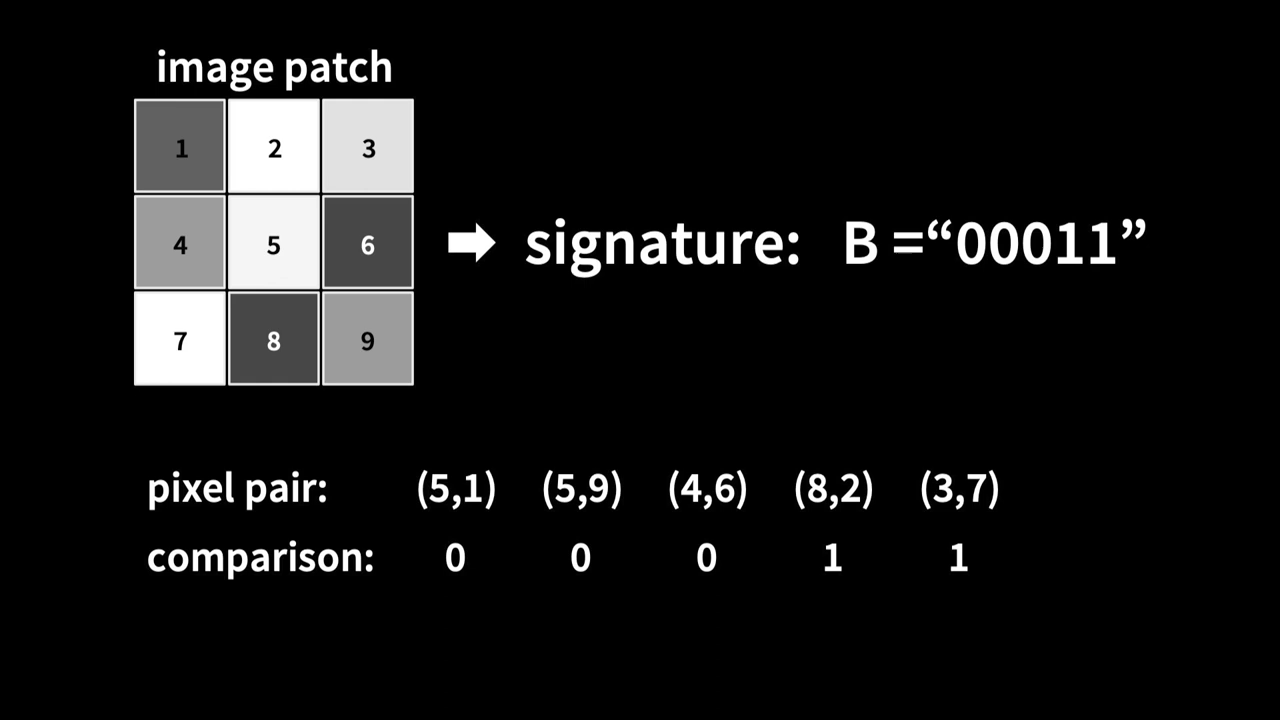 image patch
1 2 3
4 5 6
7 8 9
signature: B =“00011”
pixel pair: (5,1) (5,9) (4,6) (8,2) (3,7)
comparison: 0 0 0 1 1